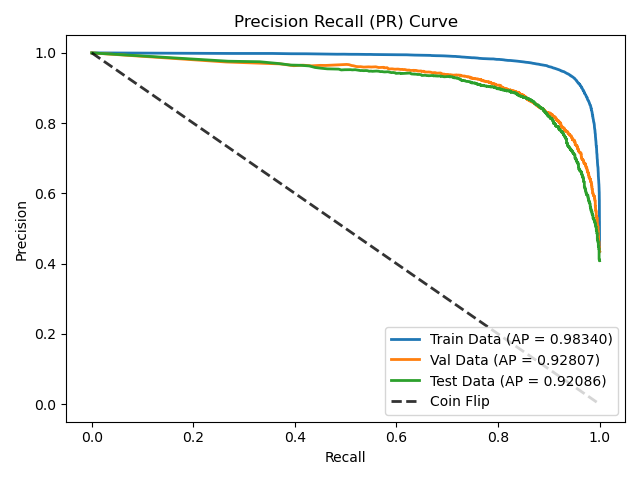 Precision Recall (PR) Curve
1.0
0.8
0.6
0.4
0.2
0.0
Precision
0.0 0.2 0.4 0.6 0.8 1.0
Recall
Train Data (AP = 0.98340)
Val Data (AP = 0.92807)
Test Data (AP = 0.92086)
Coin Flip